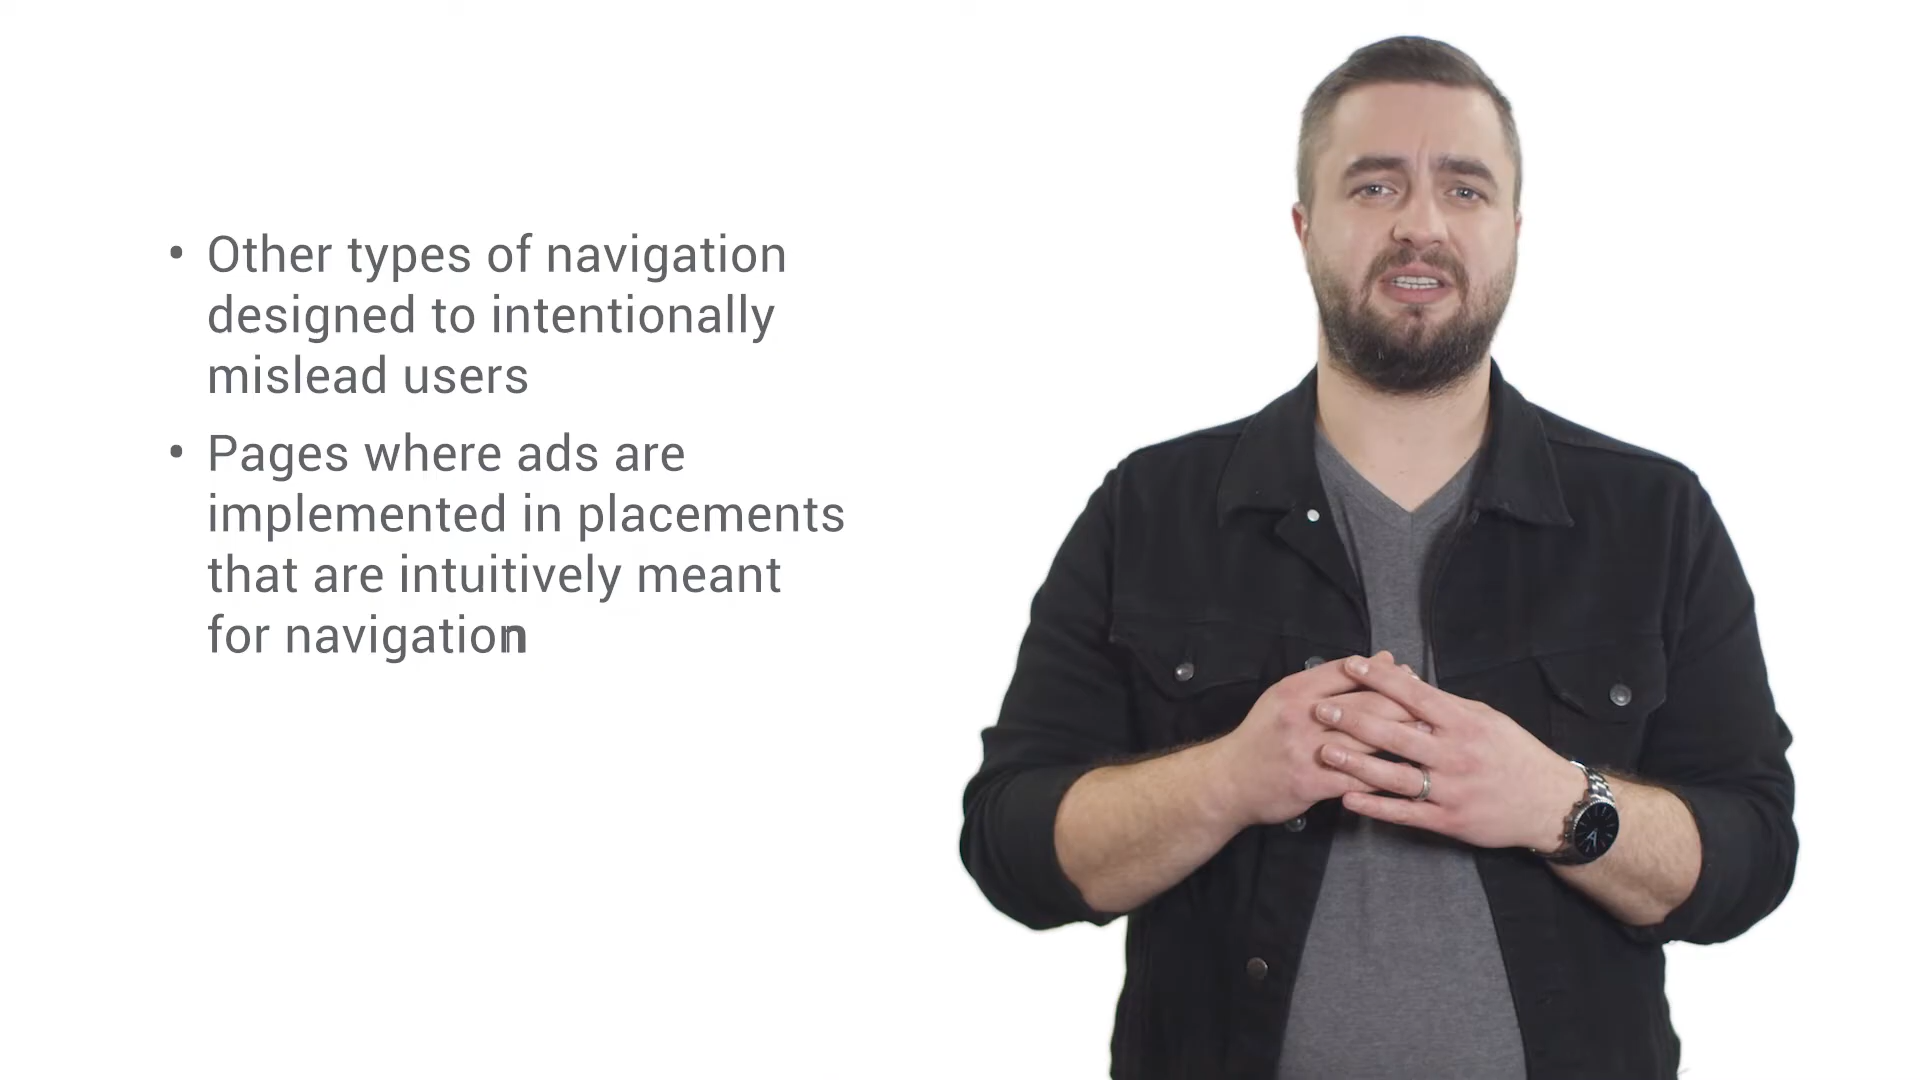 • Other types of navigation
designed to intentionally
mislead users
• Pages where ads are
implemented in placements
that are intuitively meant
for navigation